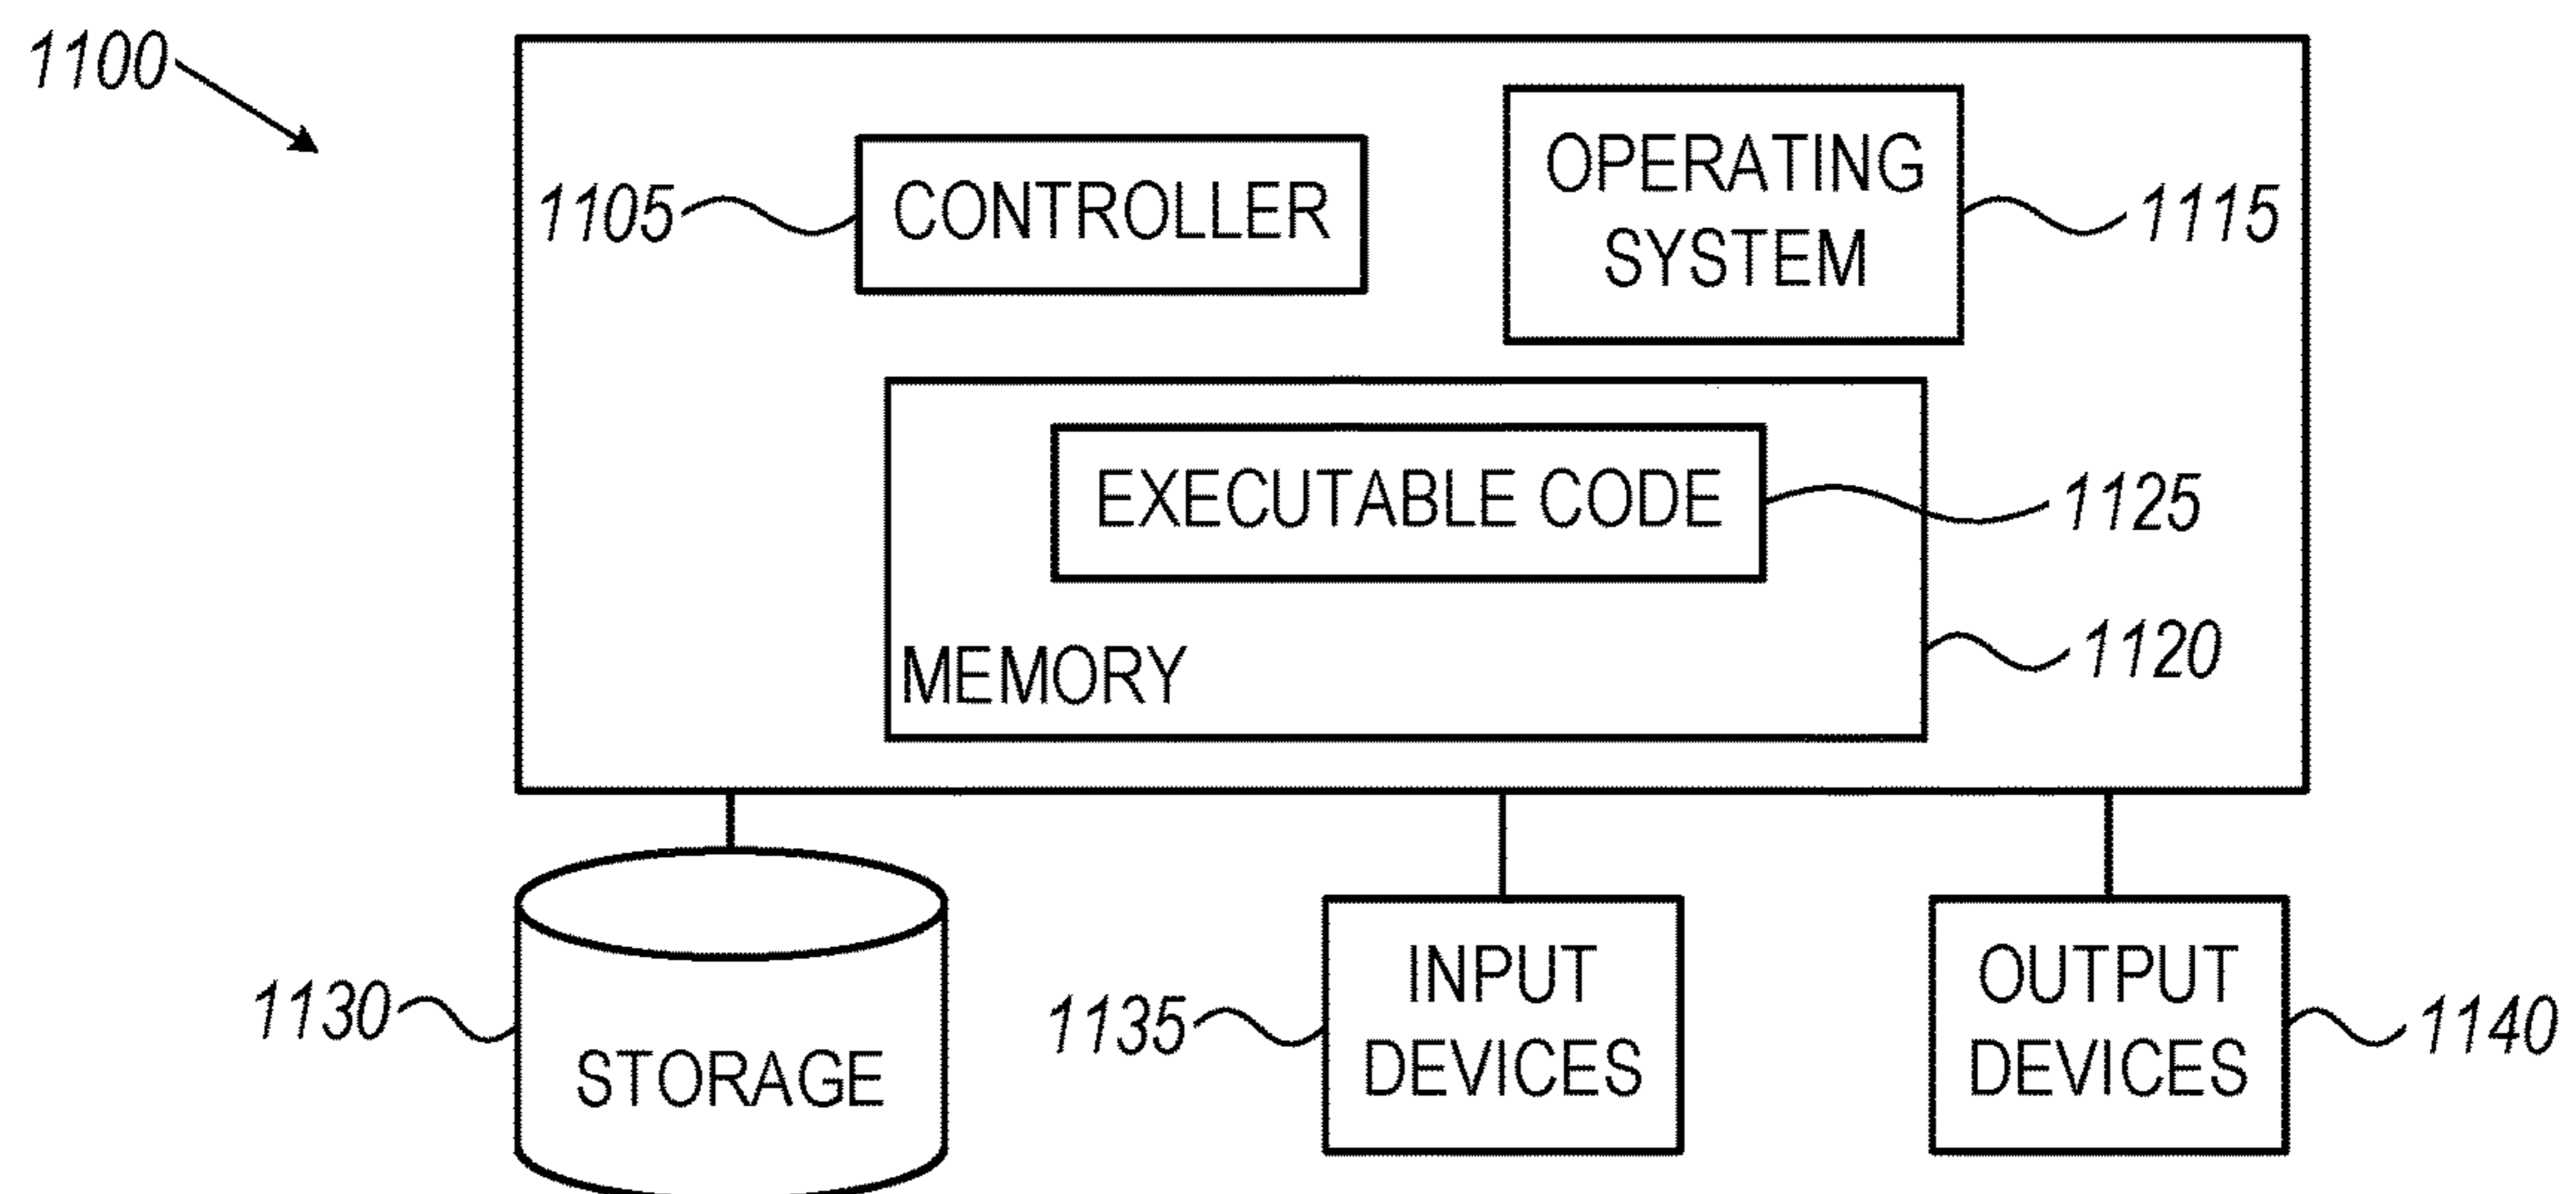 1100
1105
CONTROLLER
OPERATING
SYSTEM
1115
EXECUTABLE CODE
1125
MEMORY
1120
1130
STORAGE
1135
INPUT
DEVICES
OUTPUT
DEVICES
1140